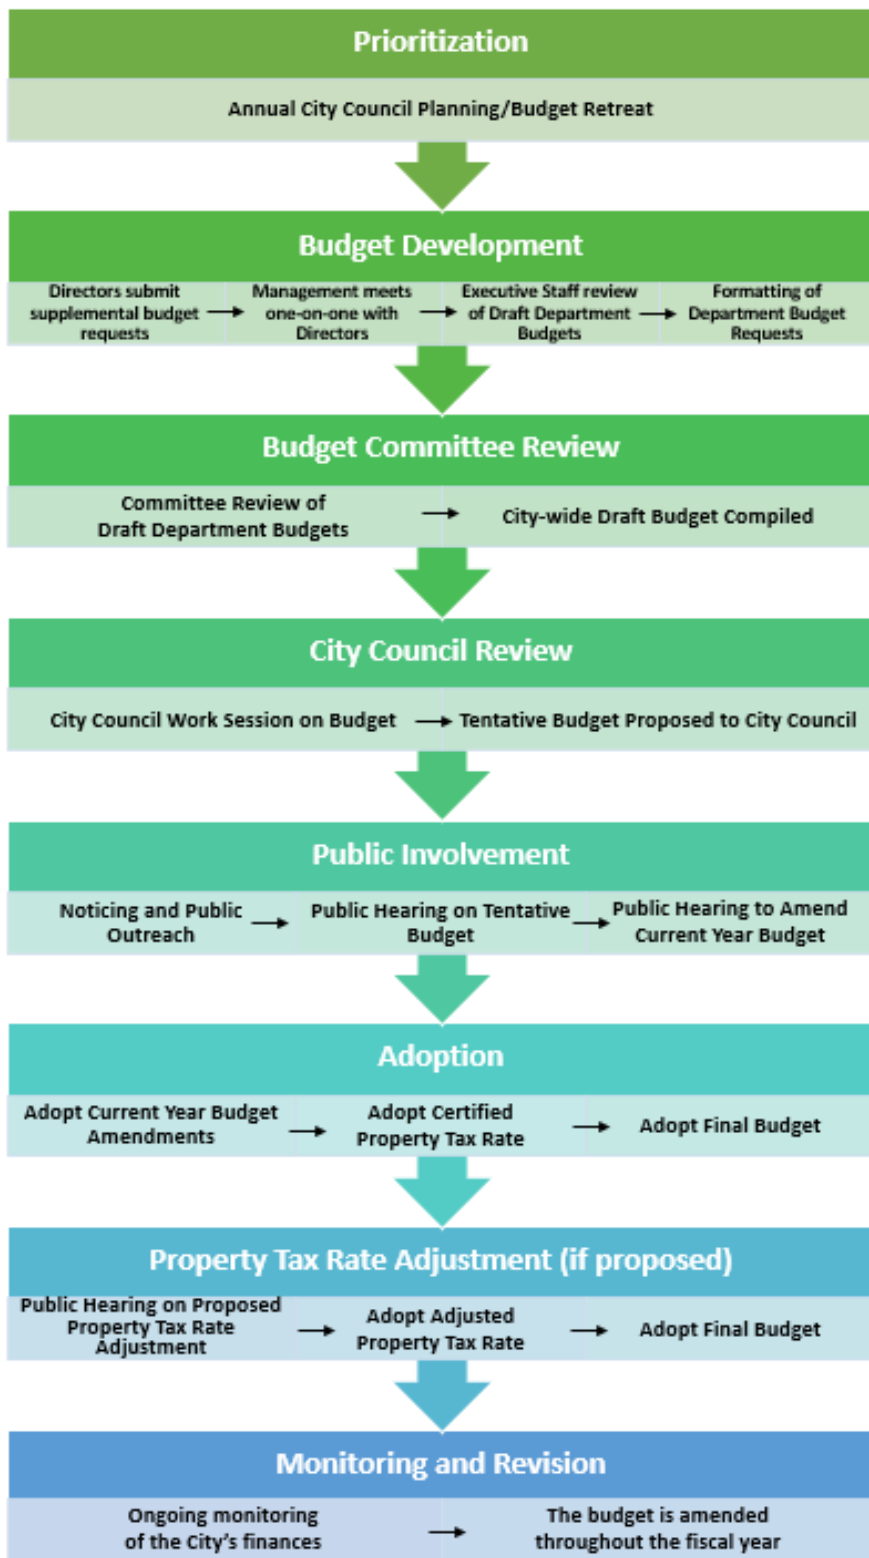 Prioritization
Annual City Council Planning/Budget Retreat
Budget Development
Directors submit
supplemental budget
requests
Management meets
one-on-one with
Directors
Executive Staff review
of Draft Department
Budgets
Formatting of
Department Budget
Requests
Budget Committee Review
Committee Review of
Draft Department Budgets
City-wide Draft Budget Compiled
City Council Review
City Council Work Session on Budget
Tentative Budget Proposed to City Council
Public Involvement
Noticing and Public
Outreach
Public Hearing on Tentative
Budget
Public Hearing to Amend
Current Year Budget
Adoption
Adopt Current Year Budget
Amendments
Adopt Certified
Property Tax Rate
Adopt Final Budget
Property Tax Rate Adjustment (if proposed)
Public Hearing on Proposed
Property Tax Rate
Adjustment
Adopt Adjusted
Property Tax Rate
Adopt Final Budget
Monitoring and Revision
Ongoing monitoring
of the City's finances
The budget is amended
throughout the fiscal year